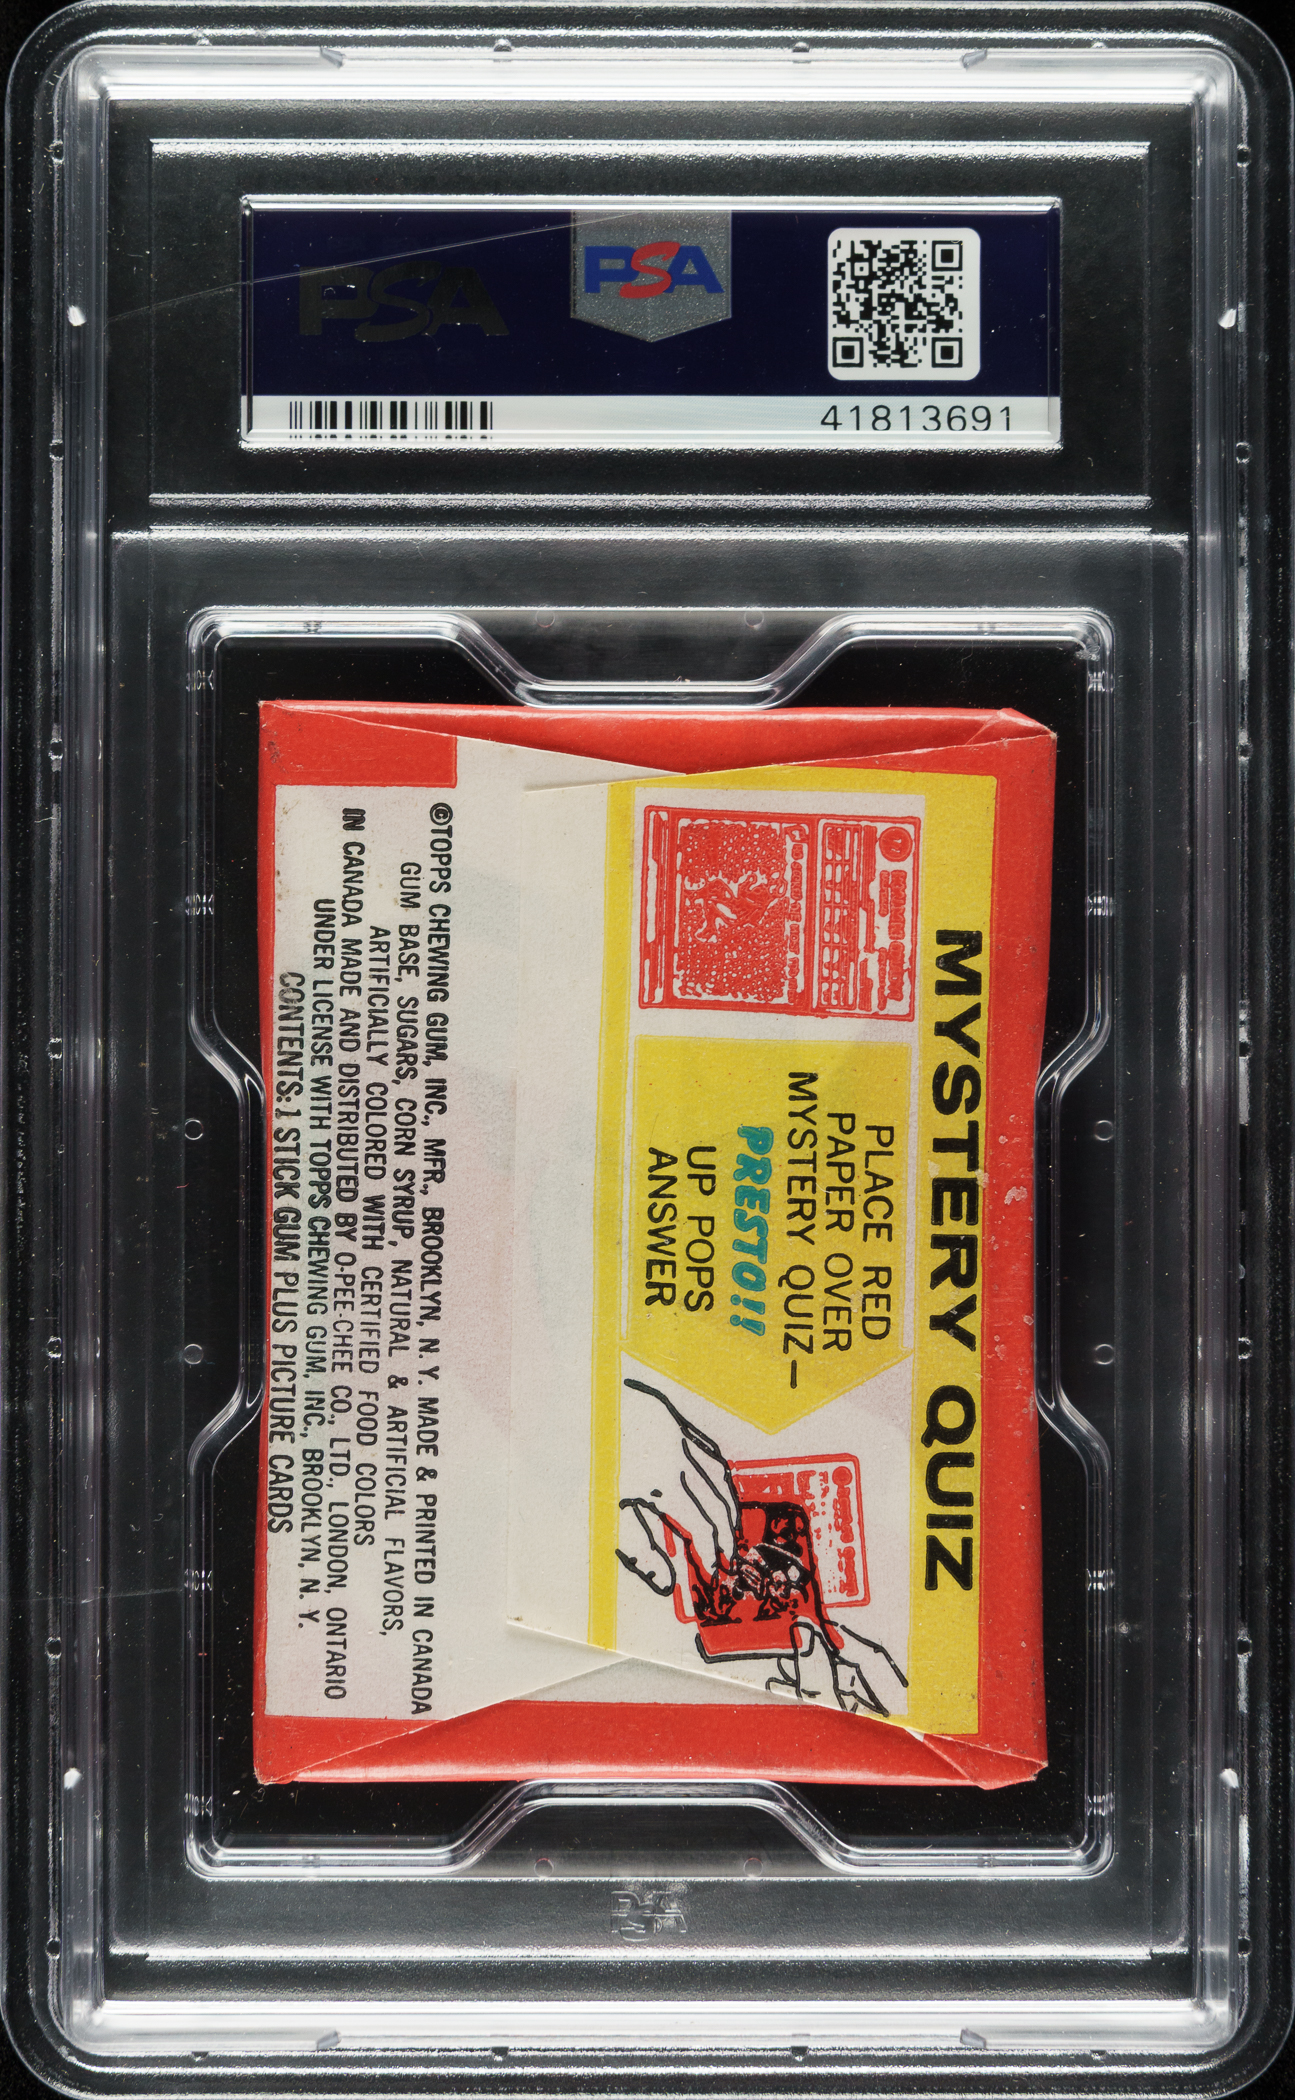 PSA
PSA
41813691
MYSTERY QUIZ
PLACE RED
PAPER OVER
MYSTERY QUIZ–
PRESTO!!
UP POPS
ANSWER
©TOPPS CHEWING GUM, INC., MFR., BROOKLYN, N. Y. MADE & PRINTED IN CANADA
GUM BASE, SUGARS, CORN SYRUP, NATURAL & ARTIFICIAL FLAVORS,
ARTIFICIALLY COLORED WITH CERTIFIED FOOD COLORS
IN CANADA MADE AND DISTRIBUTED BY O-PEE-CHEE CO., LTD., LONDON, ONTARIO
UNDER LICENSE WITH TOPPS CHEWING GUM, INC., BROOKLYN, N. Y.
CONTENTS: 1 STICK GUM PLUS PICTURE CARDS
PSA